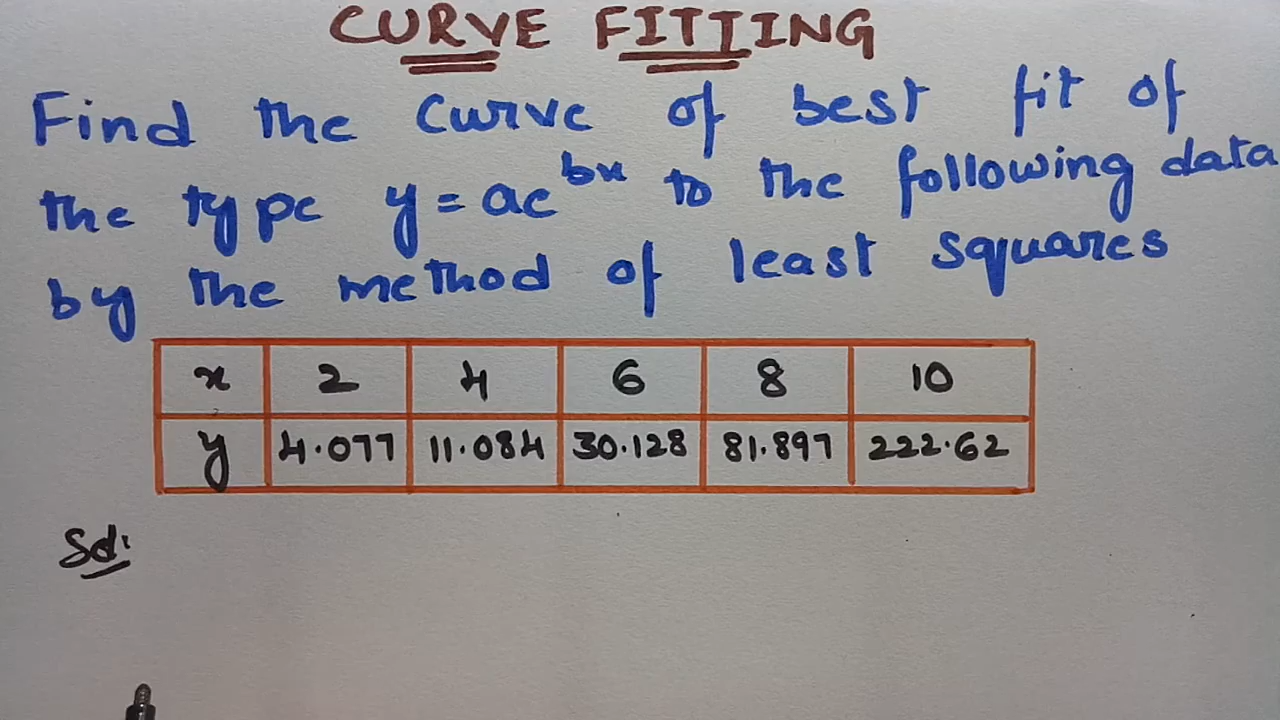 CURVE FITTING
Find the curve of best fit of
the type y = ae^bx to the following data
by the method of least squares
x 2 4 6 8 10
y 4.077 11.084 30.128 81.897 222.62
Sol: